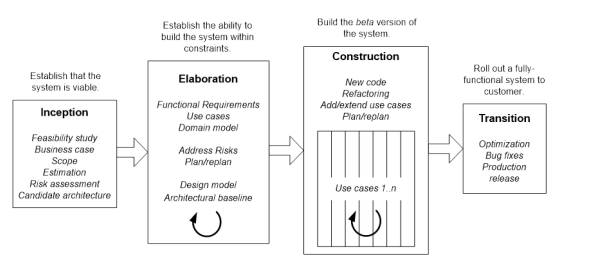 Establish that the
system is viable.
Inception
Feasibility study
Business case
Scope
Estimation
Risk assessment
Candidate architecture
Establish the ability to
build the system within
constraints.
Elaboration
Functional Requirements
Use cases
Domain model
Address Risks
Plan/replan
Design model
Architectural baseline
Build the beta version of
the system.
Construction
New code
Refactoring
Add/extend use cases
Plan/replan
Use cases 1..n
Roll out a fully-
functional system to
customer.
Transition
Optimization
Bug fixes
Production
release